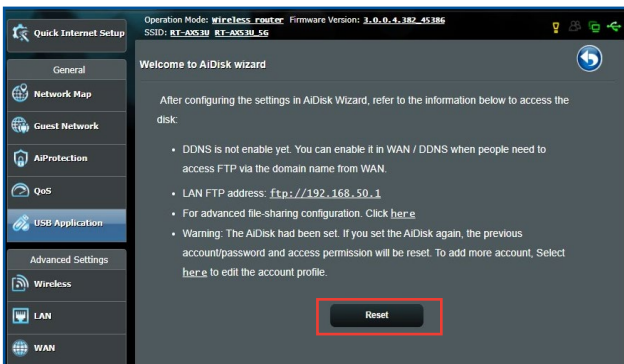 Quick Internet Setup
General
Network Map
Guest Network
AiProtection
QoS
USB Application
Advanced Settings
Wireless
LAN
WAN
Operation Mode: Wireless router Firmware Version: 3.0.0.4.382_45386
SSID: RT-AX53U RT-AX53U_5G
Welcome to AiDisk wizard
After configuring the settings in AiDisk Wizard, refer to the information below to access the
disk:
• DDNS is not enable yet. You can enable it in WAN / DDNS when people need to
access FTP via the domain name from WAN.
• LAN FTP address: ftp://192.168.50.1
• For advanced file-sharing configuration. Click here
• Warning: The AiDisk had been set. If you set the AiDisk again, the previous
account/password and access permission will be reset. To add more account, Select
here to edit the account profile.
Reset